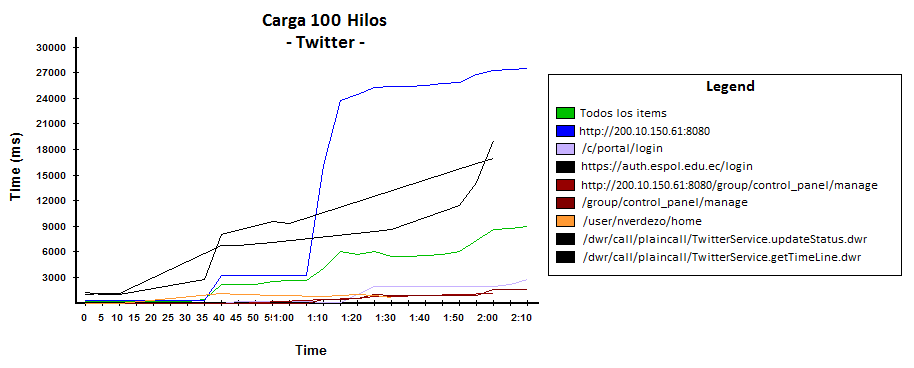 Carga 100 Hilos
- Twitter -
30000
27000
24000
21000
18000
15000
12000
9000
6000
3000
Time (ms)
0 5 10 15 20 25 30 35 40 45 50 5 1:00 1:10 1:20 1:30 1:40 1:50 2:00 2:10
Time
Legend
Todos los items
http://200.10.150.61:8080
/c/portal/login
https://auth.espol.edu.ec/login
http://200.10.150.61:8080/group/control_panel/manage
/group/control_panel/manage
/user/nverdezo/home
/dwr/call/plaincall/TwitterService.updateStatus.dwr
/dwr/call/plaincall/TwitterService.getTimeLine.dwr